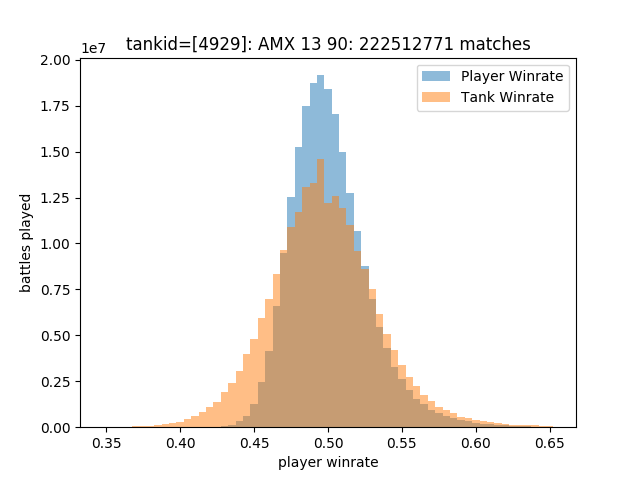 tankid=[4929]: AMX 13 90: 222512771 matches
1e7
Player Winrate
Tank Winrate
2.00
1.75
1.50
1.25
1.00
0.75
0.50
0.25
0.00
battles played
0.35 0.40 0.45 0.50 0.55 0.60 0.65
player winrate